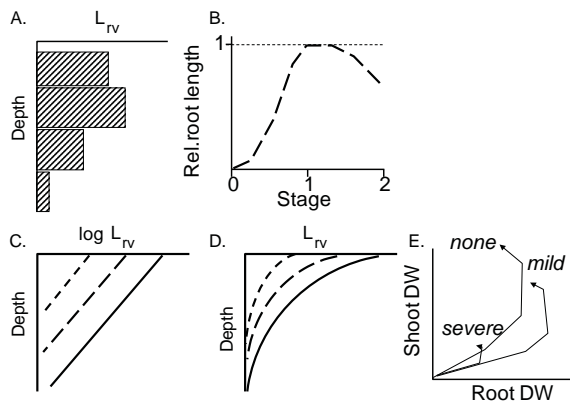 A.
L_rv
Depth
B.
1
Rel.root length
0
1
2
Stage
C.
log L_rv
Depth
D.
L_rv
Depth
E.
none
mild
severe
Shoot DW
Root DW